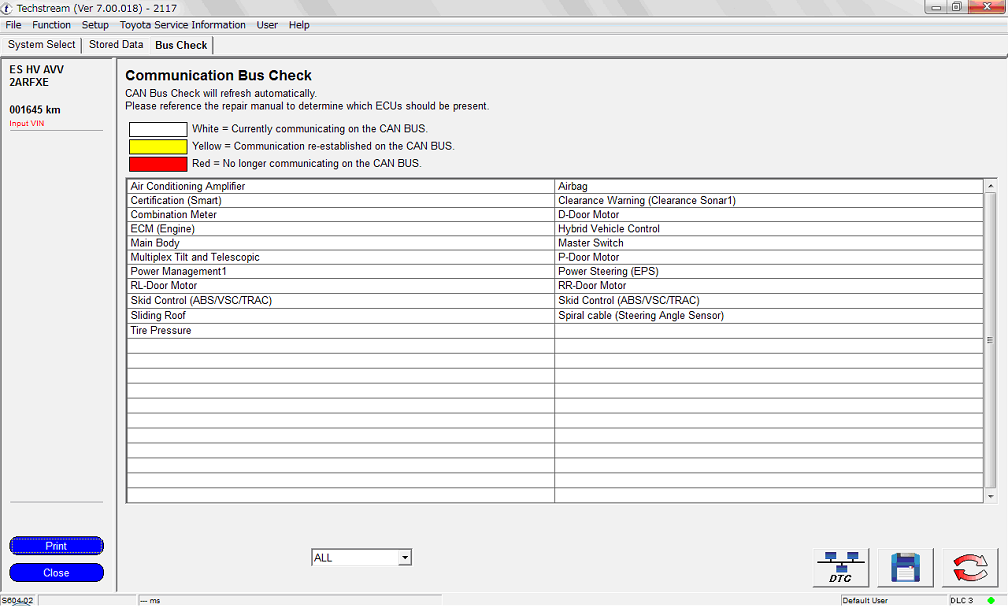 Techstream (Ver 7.00.018) - 2117
File Function Setup Toyota Service Information User Help
System Select Stored Data Bus Check
ES HV AVV
2ARFXE
001645 km
Input VIN
Communication Bus Check
CAN Bus Check will refresh automatically.
Please reference the repair manual to determine which ECUs should be present.
White = Currently communicating on the CAN BUS.
Yellow = Communication re-established on the CAN BUS.
Red = No longer communicating on the CAN BUS.
Air Conditioning Amplifier Airbag
Certification (Smart) Clearance Warning (Clearance Sonar1)
Combination Meter D-Door Motor
ECM (Engine) Hybrid Vehicle Control
Main Body Master Switch
Multiplex Tilt and Telescopic P-Door Motor
Power Management1 Power Steering (EPS)
RL-Door Motor RR-Door Motor
Skid Control (ABS/VSC/TRAC) Skid Control (ABS/VSC/TRAC)
Sliding Roof Spiral cable (Steering Angle Sensor)
Tire Pressure
Print
Close
ALL
DTC
S604-02 --- ms Default User DLC 3